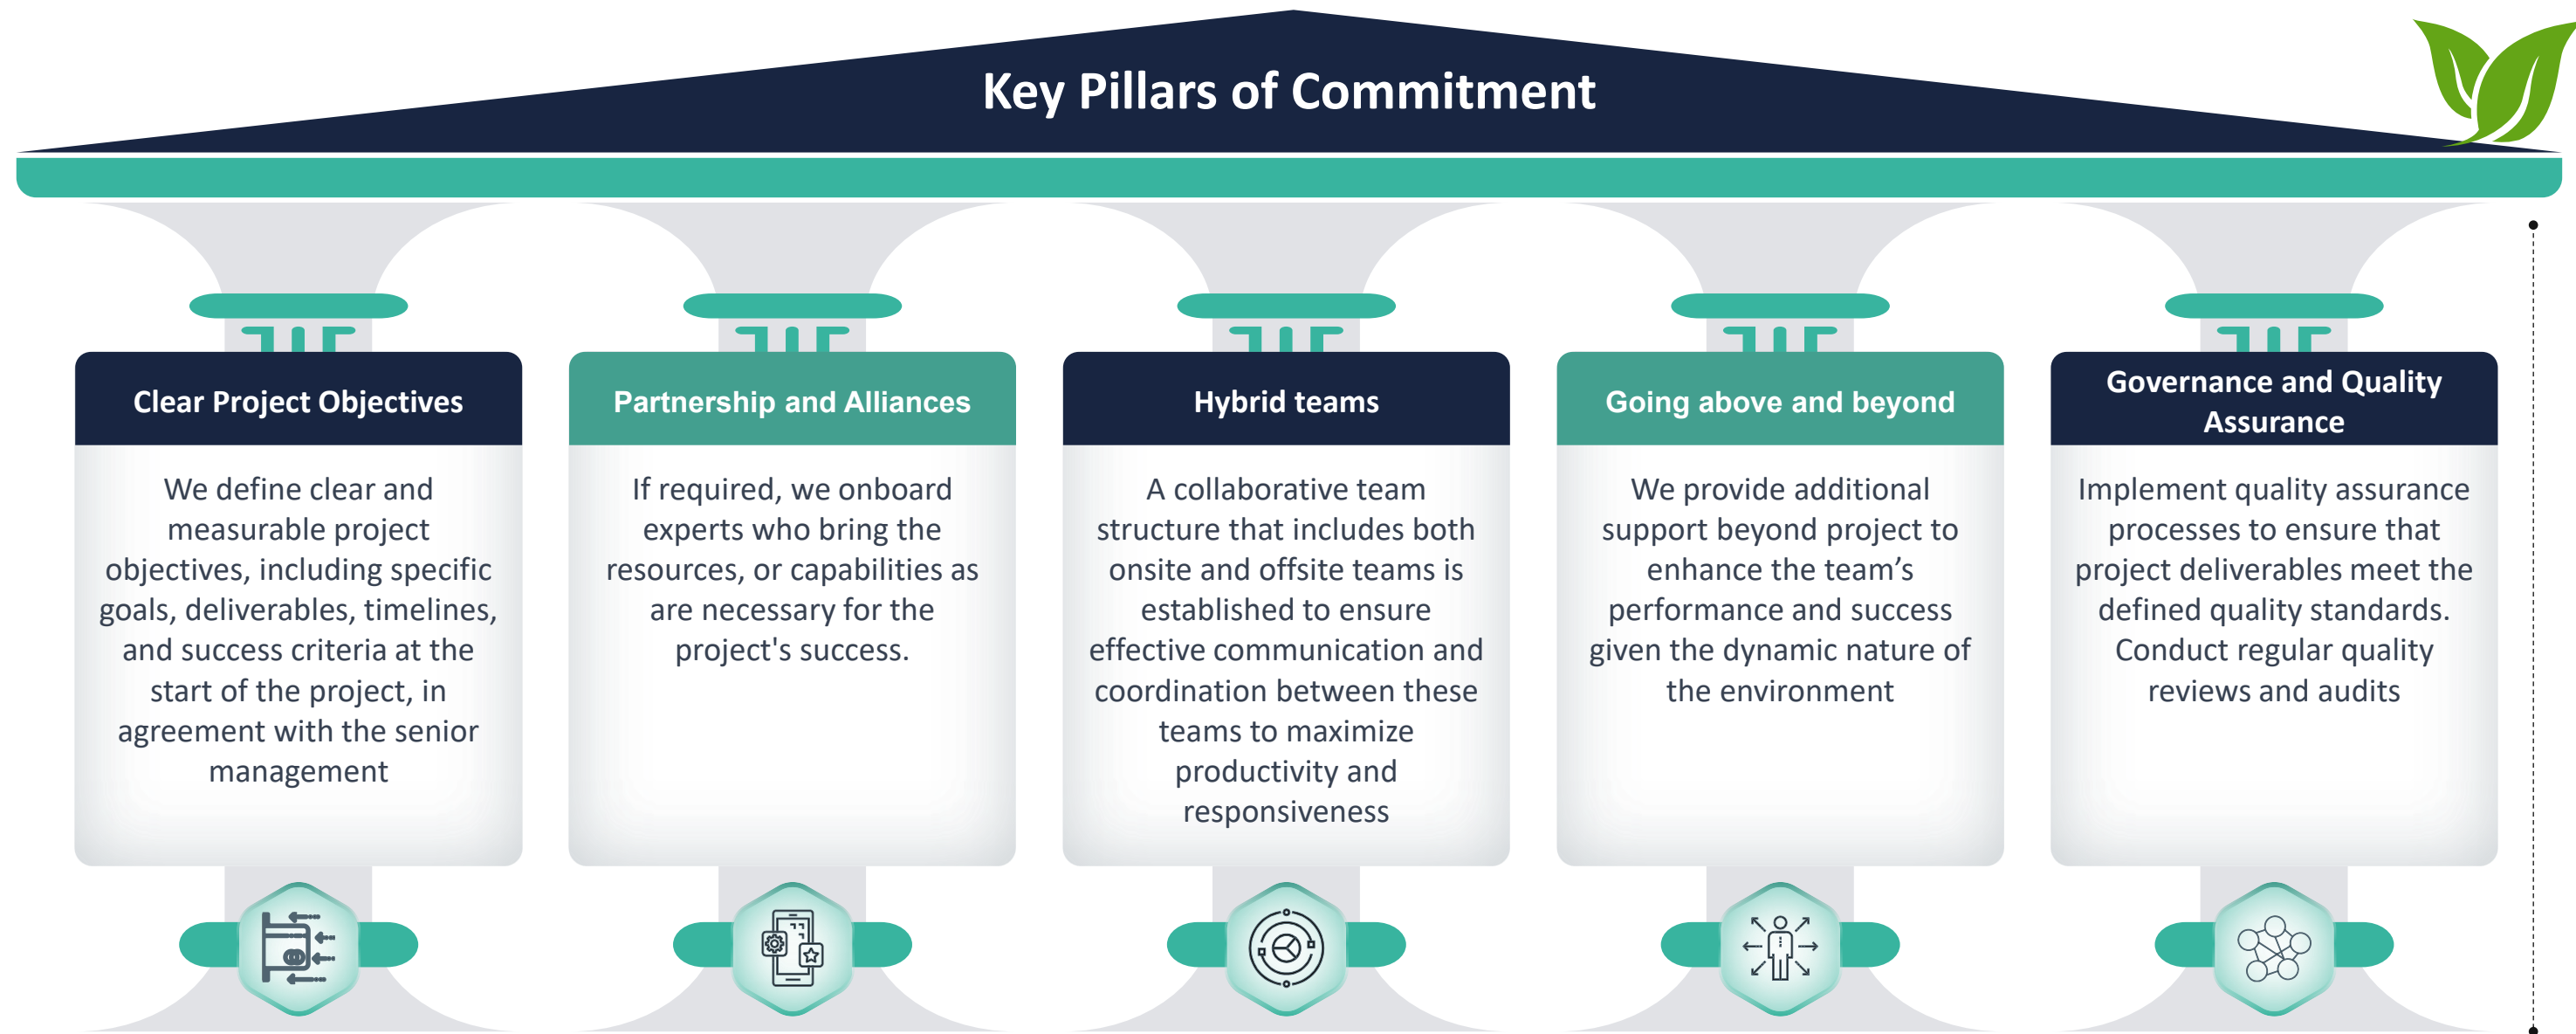 Key Pillars of Commitment
Clear Project Objectives
We define clear and
measurable project
objectives, including specific
goals, deliverables, timelines,
and success criteria at the
start of the project, in
agreement with the senior
management
Partnership and Alliances
If required, we onboard
experts who bring the
resources, or capabilities as
are necessary for the
project's success.
Hybrid teams
A collaborative team
structure that includes both
onsite and offsite teams is
established to ensure
effective communication and
coordination between these
teams to maximize
productivity and
responsiveness
Going above and beyond
We provide additional
support beyond project to
enhance the team’s
performance and success
given the dynamic nature of
the environment
Governance and Quality
Assurance
Implement quality assurance
processes to ensure that
project deliverables meet the
defined quality standards.
Conduct regular quality
reviews and audits